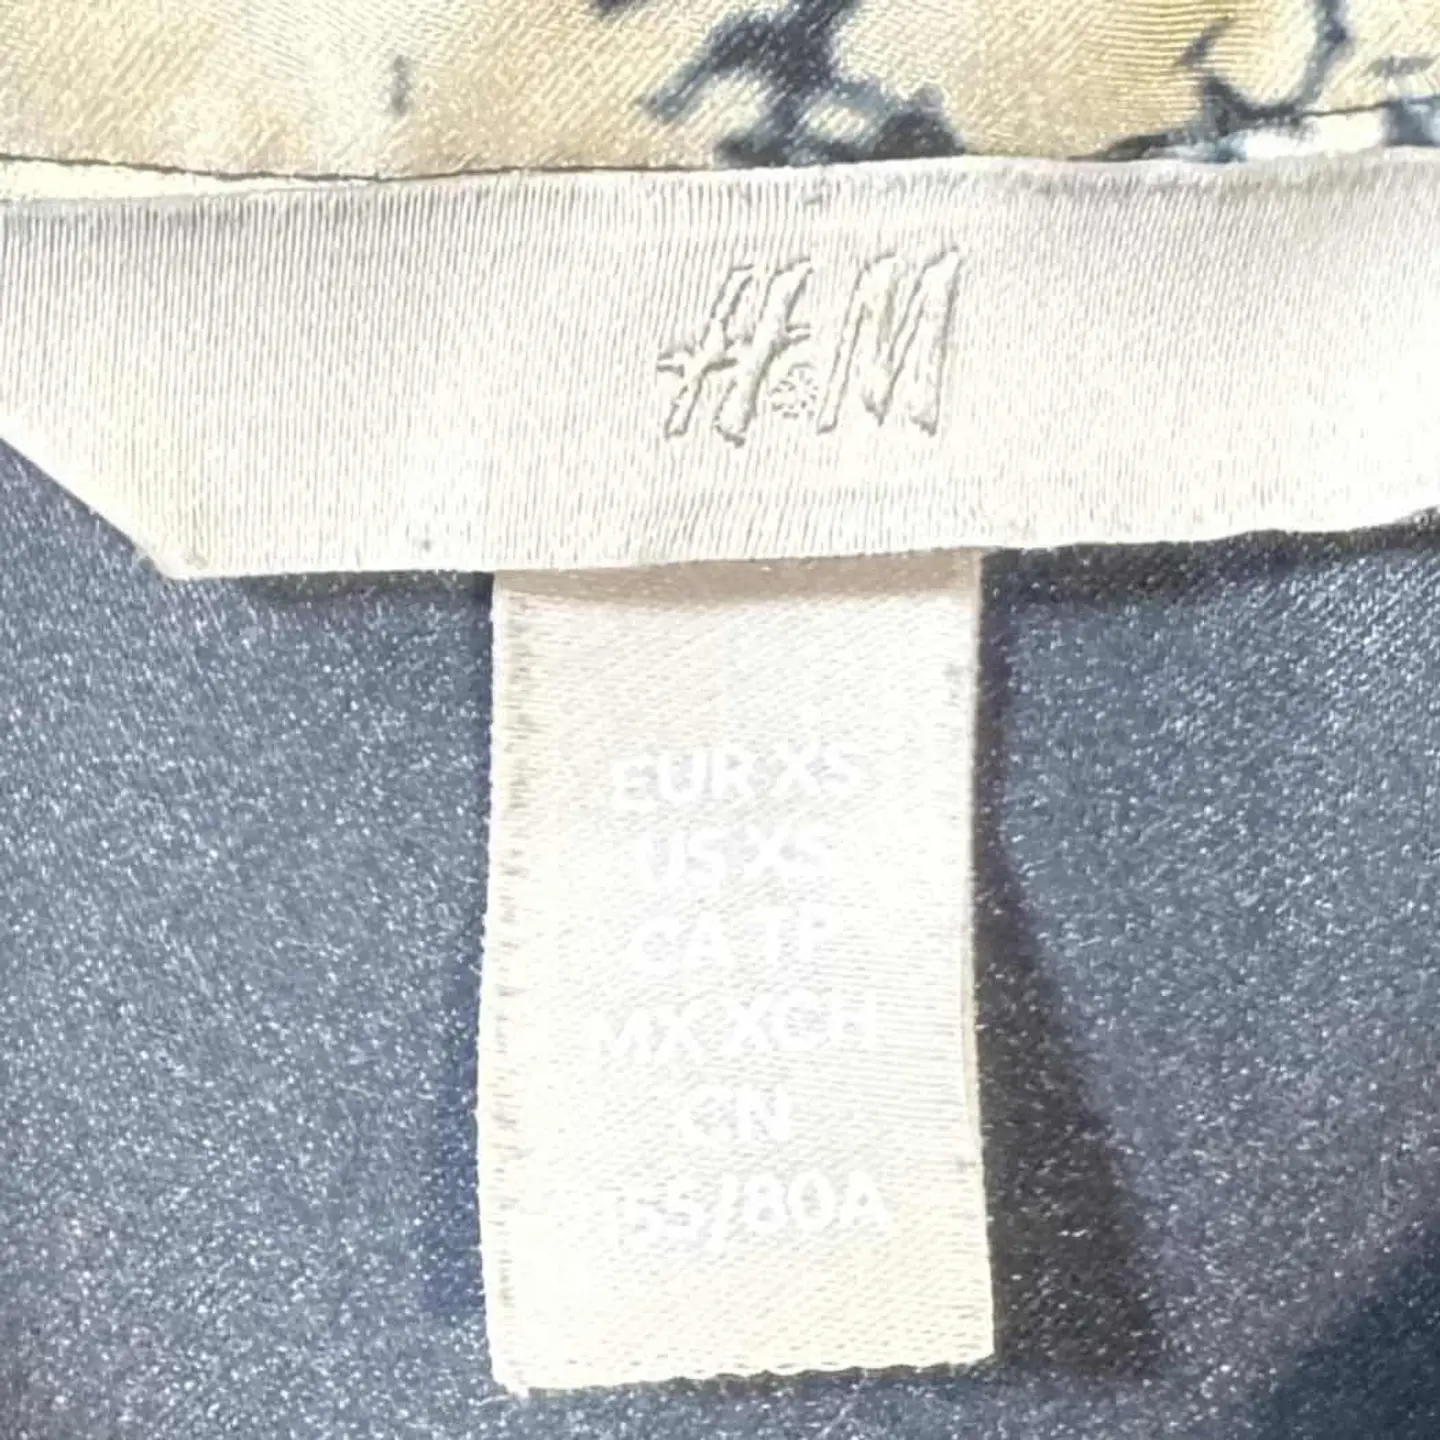 H&M
EUR XS
US XS
CA TP
MX XCH
CN
155/80A